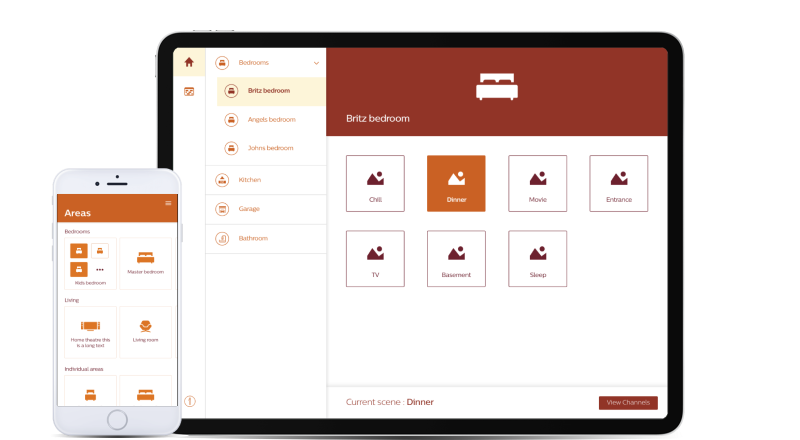 Areas
Bedrooms
Kids bedroom
Master bedroom
Living
Home theatre this
is a long bed
Living room
Individual areas
Bedrooms
Britz bedroom
Angels bedroom
Johns bedroom
Kitchen
Garage
Bathroom
Britz bedroom
Chill
Dinner
Movie
Entrance
TV
Basement
Sleep
Current scene : Dinner
View Channels